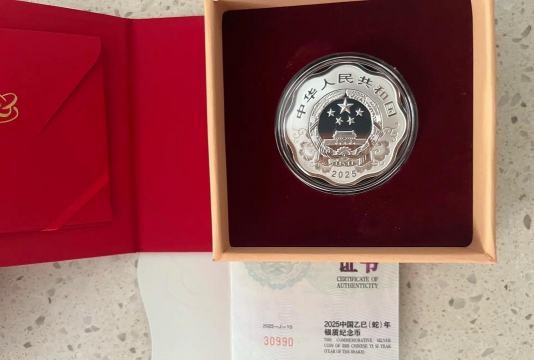 中华人民共和国
2025
证书
CERTIFICATE OF
AUTHENTICITY
2025中国乙巳（蛇）年
银质纪念币
30990
THE COMMEMORATIVE SILVER
COIN OF THE CHINESE YI SI YEAR
(YEAR OF THE SNAKE)